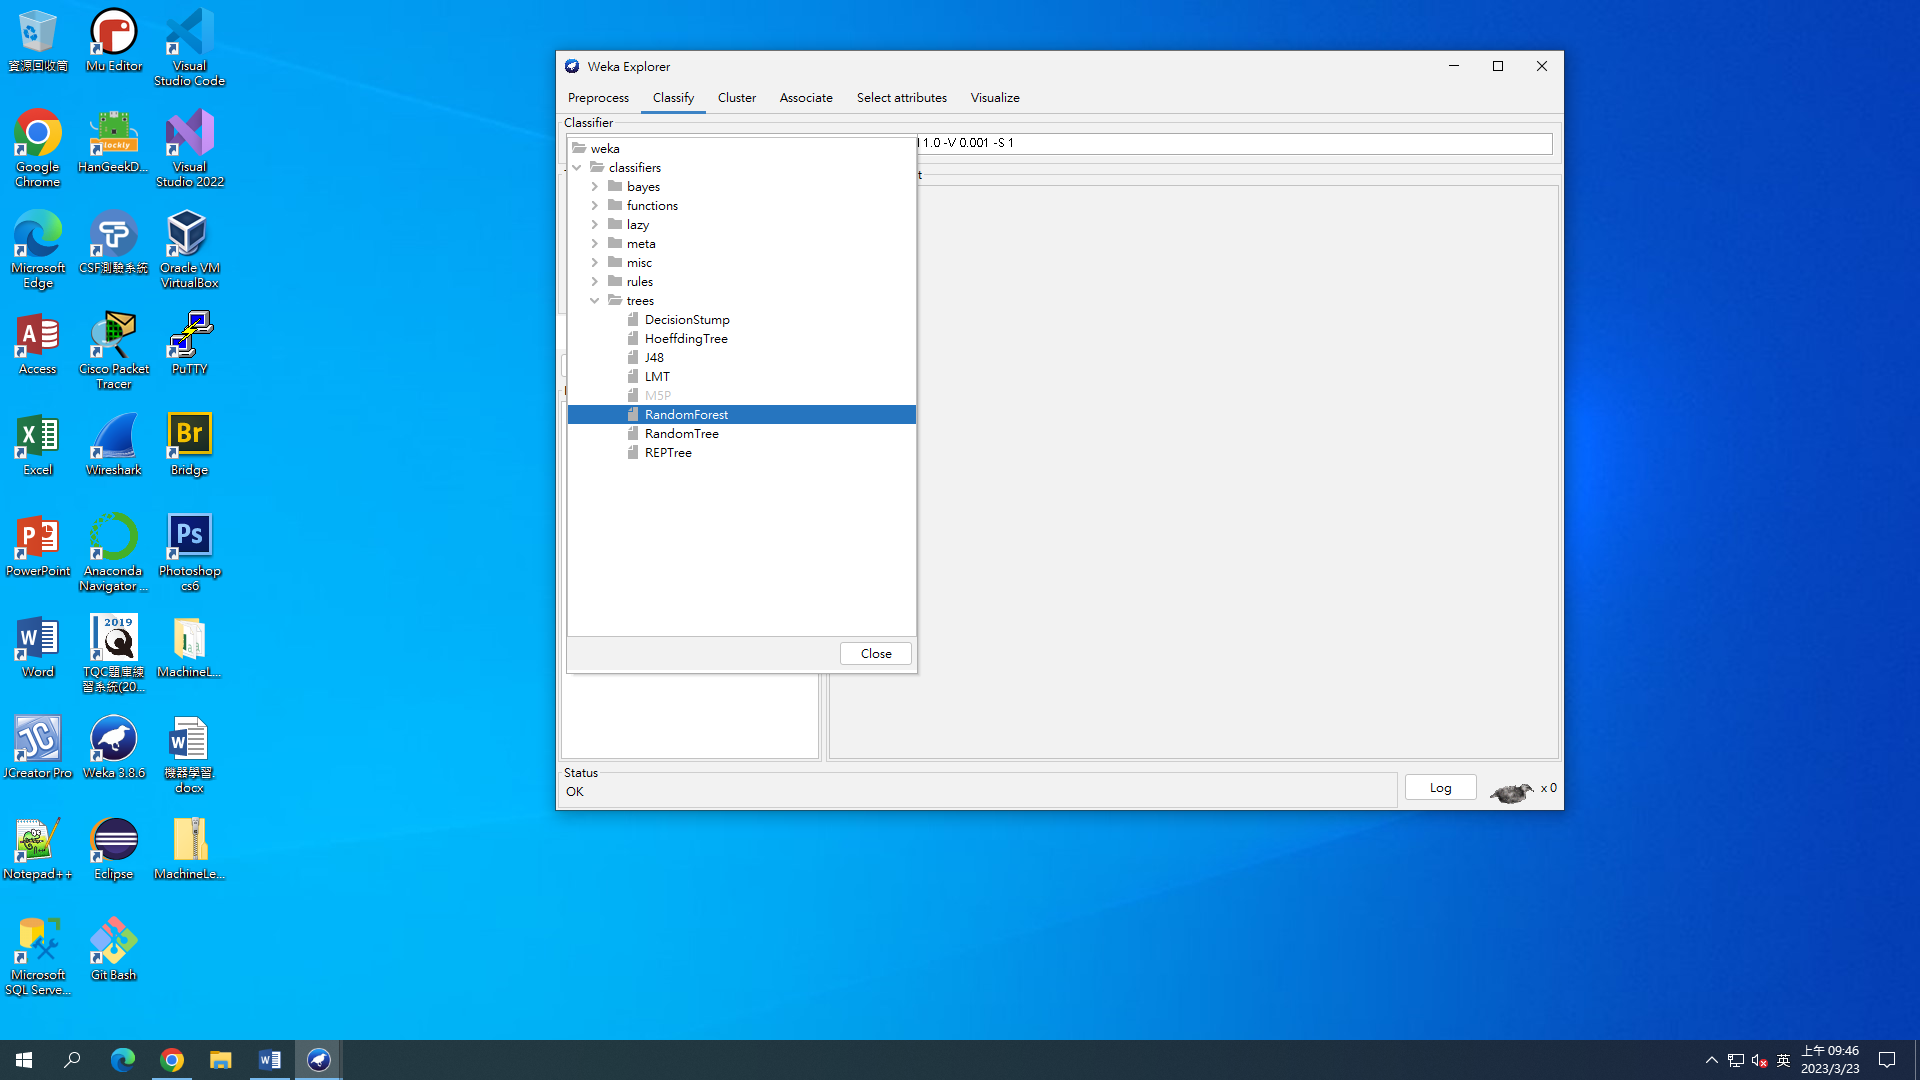 資源回收筒
Mu Editor
Visual
Studio Code
Google
Chrome
HanGeekD...
Visual
Studio 2022
Microsoft
Edge
CSF測驗系統
Oracle VM
VirtualBox
Access
Cisco Packet
Tracer
PuTTY
Excel
Wireshark
Br
Bridge
PowerPoint
Anaconda
Navigator ...
Ps
Photoshop
cs6
Word
2019
TQC題庫練
習系統(20...
MachineL...
JCreator Pro
Weka 3.8.6
機器學習.
docx
Notepad++
Eclipse
MachineLe...
Microsoft
SQL Serve...
Git Bash
Weka Explorer
Preprocess
Classify
Cluster
Associate
Select attributes
Visualize
Classifier
1.0 -V 0.001 -S 1
weka
classifiers
bayes
functions
lazy
meta
misc
rules
trees
DecisionStump
HoeffdingTree
J48
LMT
M5P
RandomForest
RandomTree
REPTree
Close
Status
OK
Log
x 0
英
上午 09:46
2023/3/23